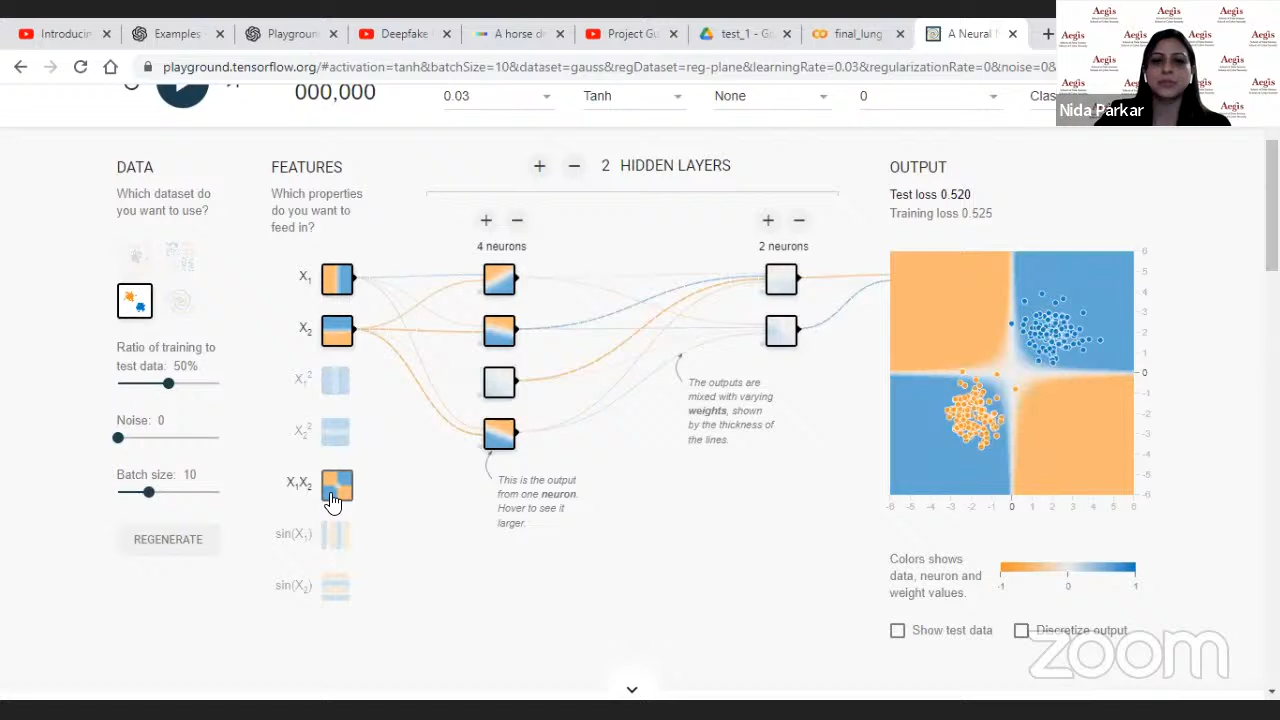 Introducin
Examples
Playgroun
Deepfake
A horse
Project Gu
Search - Go
final_lung
A Neural N
playground.tensorflow.org/#activation=
10&
=gauss&regDataset=reg-p
arningRate=0.03&regularizationRate=0&noise=0&
000,000
0.03
Tanh
None
0
Clas
Aegis
Nida Parkar
DATA
Which dataset do
you want to use?
Ratio of training to
test data: 50%
Noise: 0
Batch size: 10
REGENERATE
FEATURES
Which properties
do you want to
feed in?
X₁
X₂
X₁²
X₂²
X₁X₂
sin(X₁)
sin(X₂)
+ − 2 HIDDEN LAYERS
+ −
4 neurons
+ −
2 neurons
The outputs are
mixed with varying
weights, shown
by the thickness of
the lines.
This is the output
from one neuron.
Hover to see it
larger.
OUTPUT
Test loss 0.520
Training loss 0.525
6
5
4
3
2
1
0
-1
-2
-3
-4
-5
-6
-6 -5 -4 -3 -2 -1 0 1 2 3 4 5 6
Colors shows
data, neuron and
weight values.
-1 0 1
Show test data
Discretize output
zoom